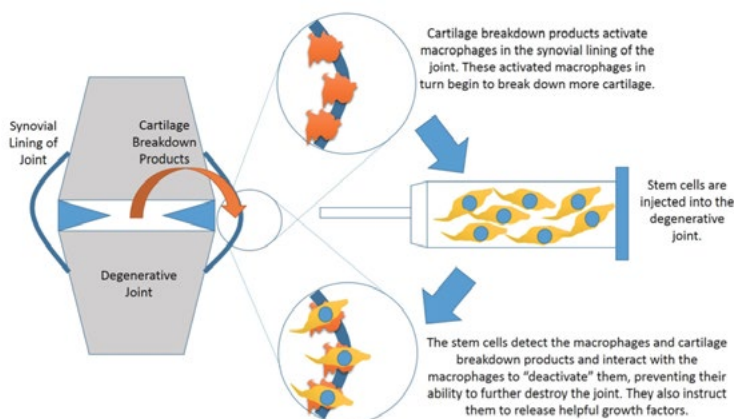 Cartilage breakdown products activate
macrophages in the synovial lining of the
joint. These activated macrophages in
turn begin to break down more cartilage.
Synovial
Lining of
Joint
Cartilage
Breakdown
Products
Stem cells are
injected into the
degenerative
joint.
Degenerative
Joint
The stem cells detect the macrophages and cartilage
breakdown products and interact with the
macrophages to “deactivate” them, preventing their
ability to further destroy the joint. They also instruct
them to release helpful growth factors.